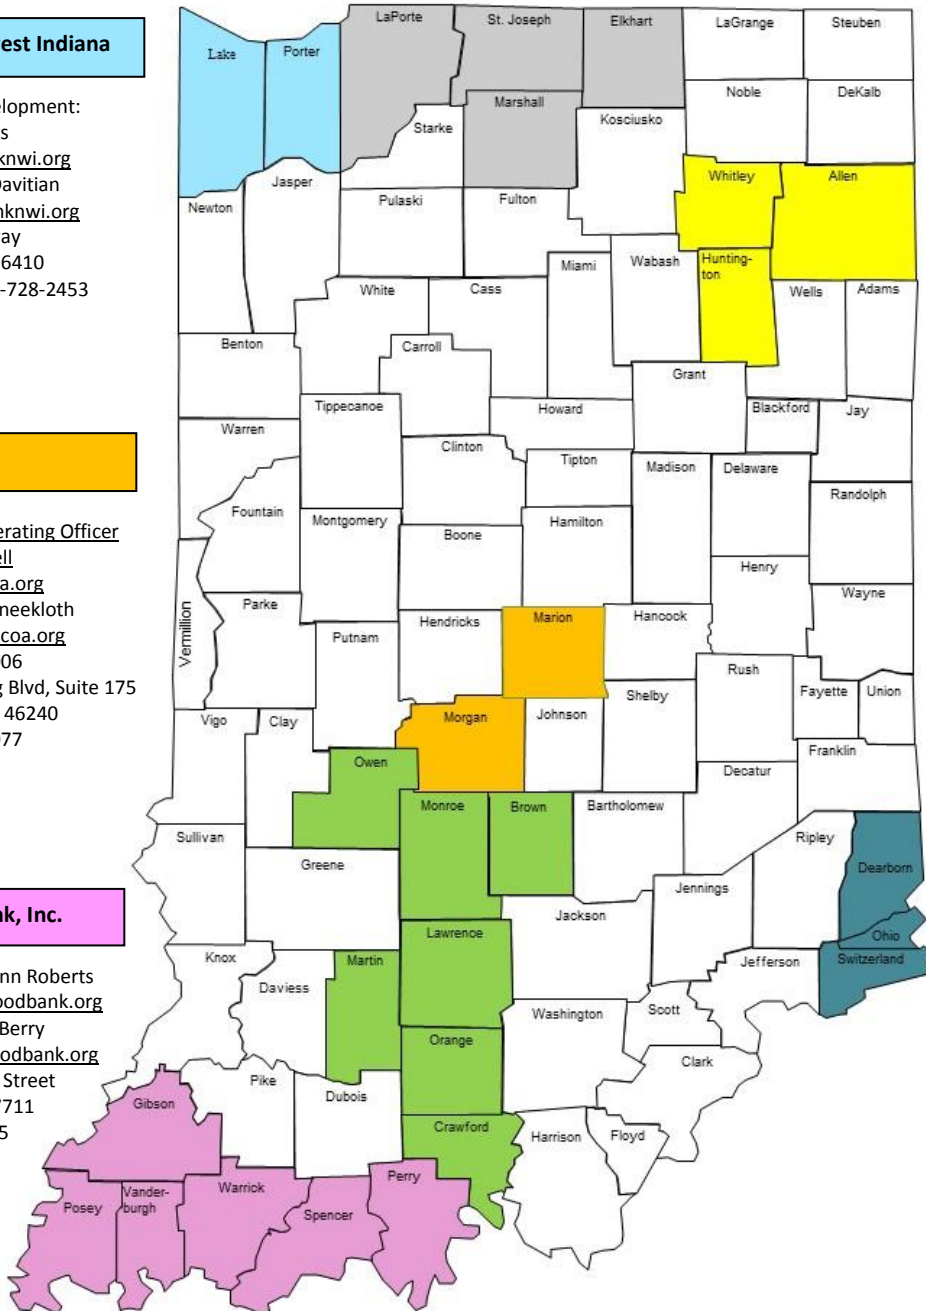 est Indiana
elopment:
s
knwi.org
Davitian
nknwi.org
ay
6410
-728-2453
erating Officer
ell
a.org
meekloth
coa.org
06
g Blvd, Suite 175
46240
077
nk, Inc.
nn Roberts
oodbank.org
Berry
oodbank.org
Street
7711
5
LaPorte
St. Joseph
Elkhart
LaGrange
Steuben
Lake
Porter
Noble
DeKalb
Marshall
Starke
Kosciusko
Jasper
Whitley
Allen
Newton
Pulaski
Fulton
Miami
Wabash
Hunting-
ton
White
Cass
Wells
Adams
Benton
Carroll
Grant
Tippecanoe
Howard
Blackford
Jay
Warren
Clinton
Tipton
Madison
Delaware
Randolph
Fountain
Montgomery
Boone
Hamilton
Henry
Wayne
Vermillion
Parke
Putnam
Hendricks
Marion
Hancock
Rush
Fayette
Union
Vigo
Clay
Morgan
Johnson
Shelby
Franklin
Owen
Decatur
Monroe
Brown
Bartholomew
Sullivan
Greene
Ripley
Dearborn
Jennings
Jackson
Ohio
Lawrence
Knox
Martin
Jefferson
Switzerland
Daviess
Washington
Scott
Orange
Clark
Pike
Dubois
Gibson
Crawford
Harrison
Floyd
Perry
Posey
Vander-
burgh
Warrick
Spencer